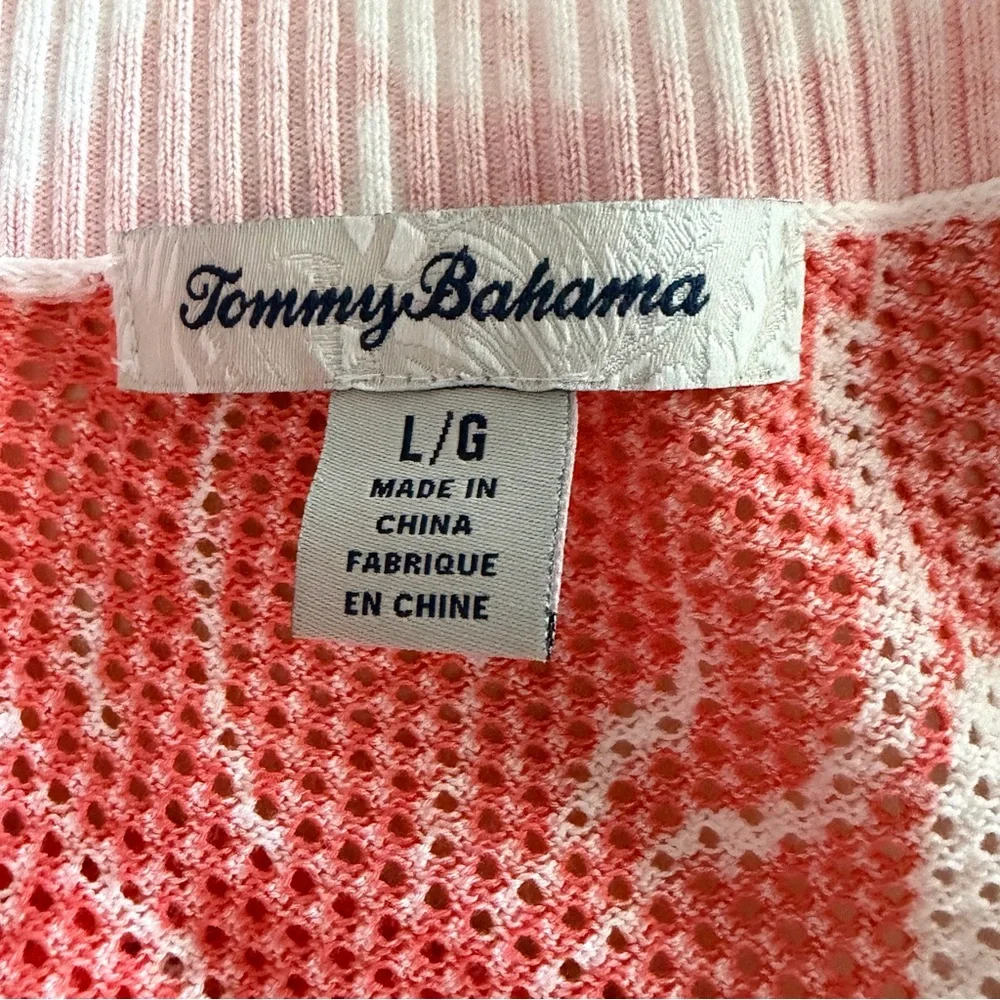 Tommy Bahama
L/G
MADE IN
CHINA
FABRIQUE
EN CHINE